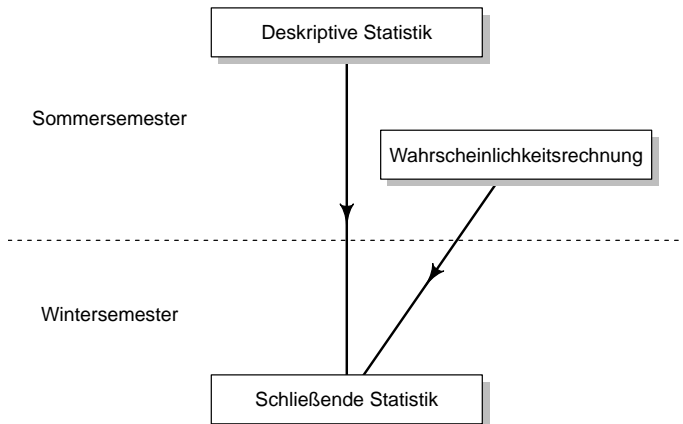 Deskriptive Statistik
Sommersemester
Wahrscheinlichkeitsrechnung
Wintersemester
Schließende Statistik